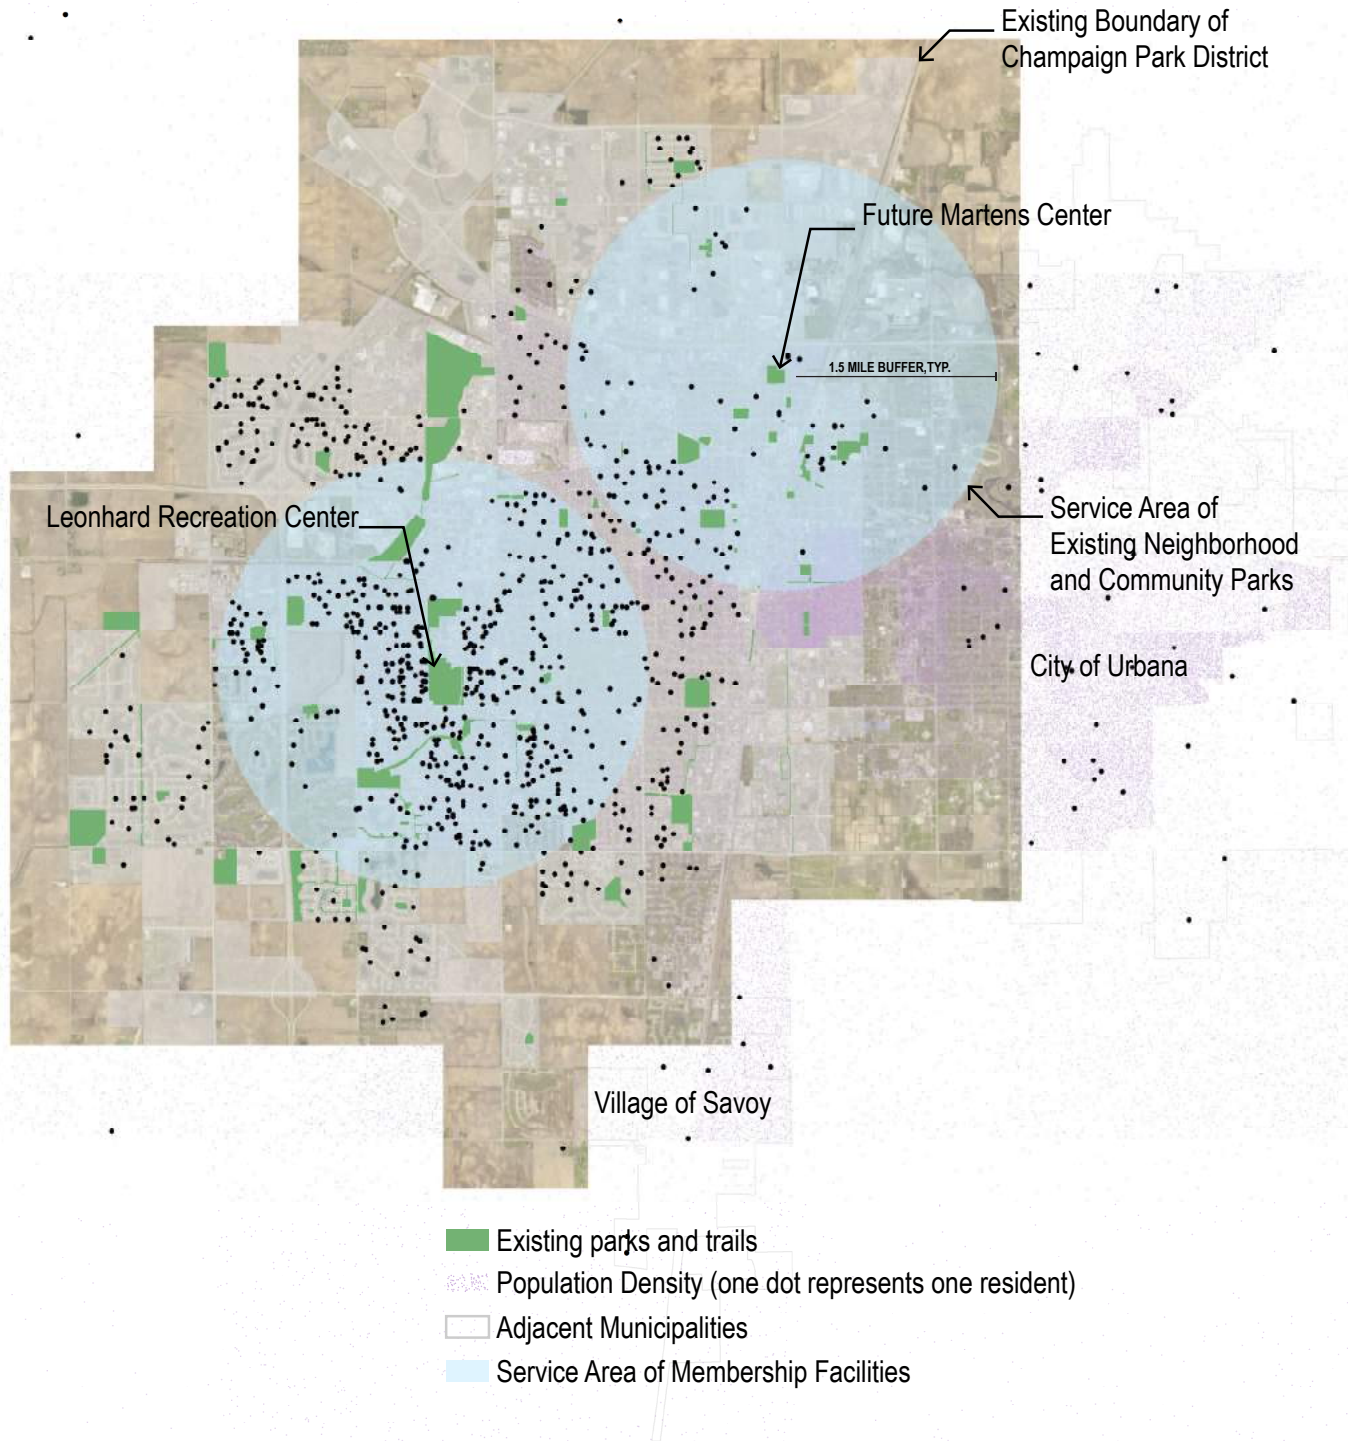 Existing Boundary of
Champaign Park District
Future Martens Center
1.5 MILE BUFFER,TYP.
Leonhard Recreation Center
Service Area of
Existing Neighborhood
and Community Parks
City of Urbana
Village of Savoy
Existing parks and trails
Population Density (one dot represents one resident)
Adjacent Municipalities
Service Area of Membership Facilities